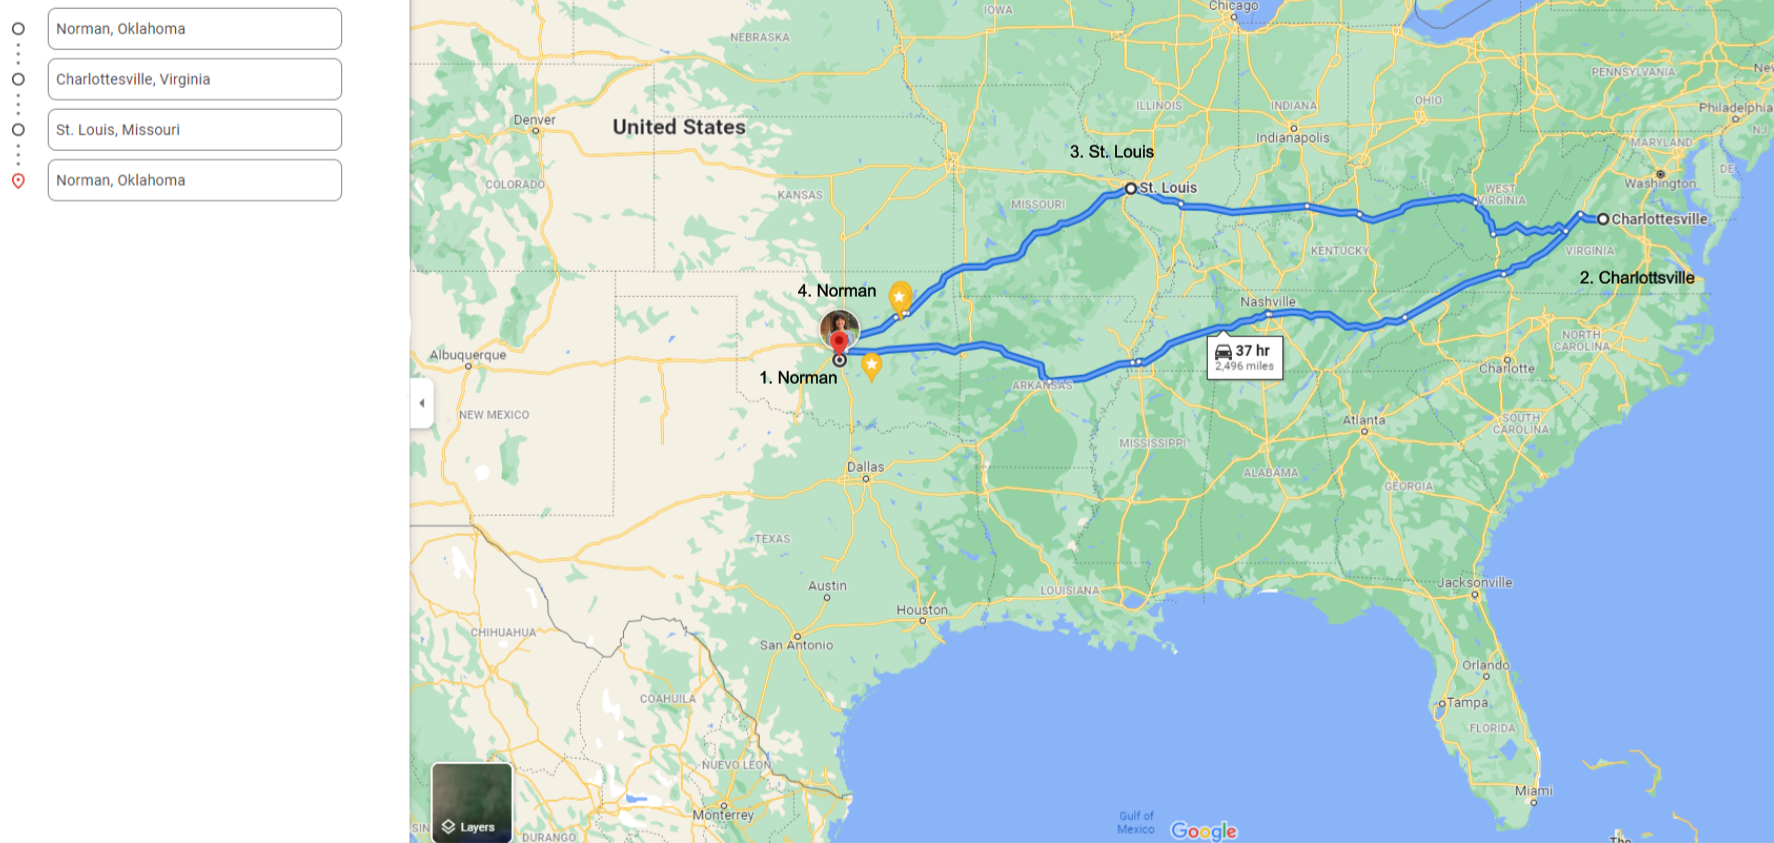 Norman, Oklahoma
Charlottesville, Virginia
St. Louis, Missouri
Norman, Oklahoma
Chicago
IOWA
NEBRASKA
PENNSYLVANIA
ILLINOIS
INDIANA
OHIO
Philadelphia
Denver
United States
Indianapolis
NJ
MARYLAND
3. St. Louis
DE
COLORADO
KANSAS
St. Louis
WEST
VIRGINIA
Washington
MISSOURI
Charlottesville
KENTUCKY
VIRGINIA
2. Charlottsville
4. Norman
Nashville
NORTH
CAROLINA
Albuquerque
37 hr
2,496 miles
Charlotte
1. Norman
ARKANSAS
NEW MEXICO
Atlanta
SOUTH
CAROLINA
MISSISSIPPI
Dallas
ALABAMA
GEORGIA
TEXAS
Austin
LOUISIANA
Jacksonville
Houston
CHIHUAHUA
San Antonio
Orlando
COAHUILA
Tampa
FLORIDA
NUEVO LEON
Miami
Monterrey
Layers
Gulf of
Mexico
Google
SIN
DURANGO
The